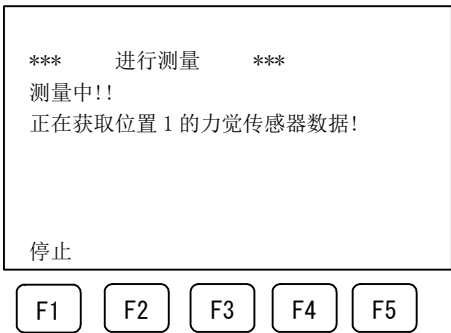 *** 进行测量 ***
测量中!!
正在获取位置 1 的力觉传感器数据!
停止
F1 F2 F3 F4 F5